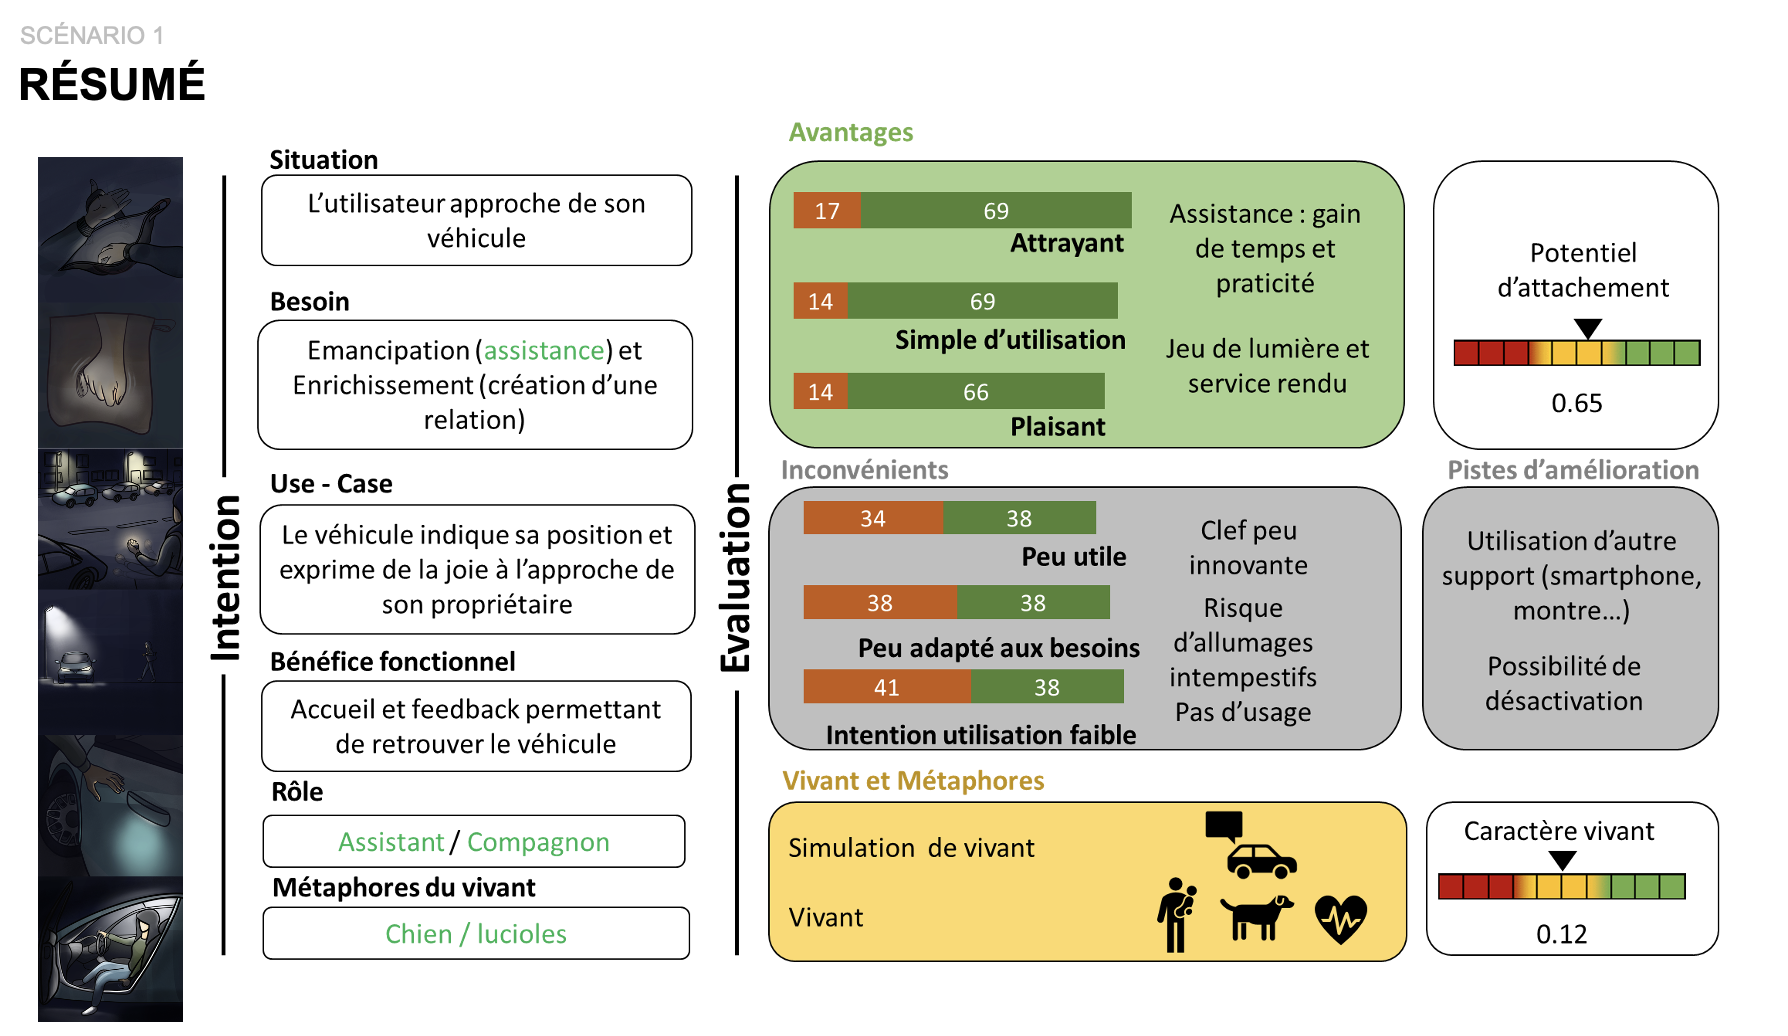 SCÉNARIO 1
RÉSUMÉ
Intention
Situation
L'utilisateur approche de son
véhicule
Besoin
Emancipation (assistance) et
Enrichissement (création d'une
relation)
Use - Case
Le véhicule indique sa position et
exprime de la joie à l'approche de
son propriétaire
Bénéfice fonctionnel
Accueil et feedback permettant
de retrouver le véhicule
Rôle
Assistant / Compagnon
Métaphores du vivant
Chien / lucioles
Evaluation
Avantages
17 69
Attrayant
14 69
Simple d'utilisation
14 66
Plaisant
Assistance : gain
de temps et
praticité
Jeu de lumière et
service rendu
Potentiel
d'attachement
0.65
Inconvénients
34 38
Peu utile
38 38
Peu adapté aux besoins
41 38
Intention utilisation faible
Clef peu
innovante
Risque
d'allumages
intempestifs
Pas d'usage
Pistes d'amélioration
Utilisation d'autre
support (smartphone,
montre...)
Possibilité de
désactivation
Vivant et Métaphores
Simulation de vivant
Vivant
Caractère vivant
0.12